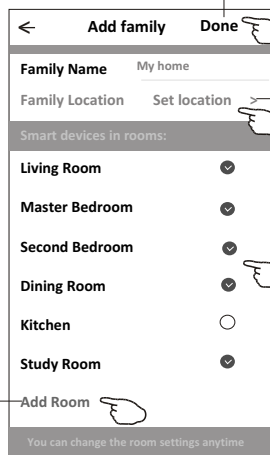 ← Add family Done
Family Name My home
Family Location Set location >
Smart devices in rooms:
Living Room
Master Bedroom
Second Bedroom
Dining Room
Kitchen
Study Room
Add Room
You can change the room settings anytime